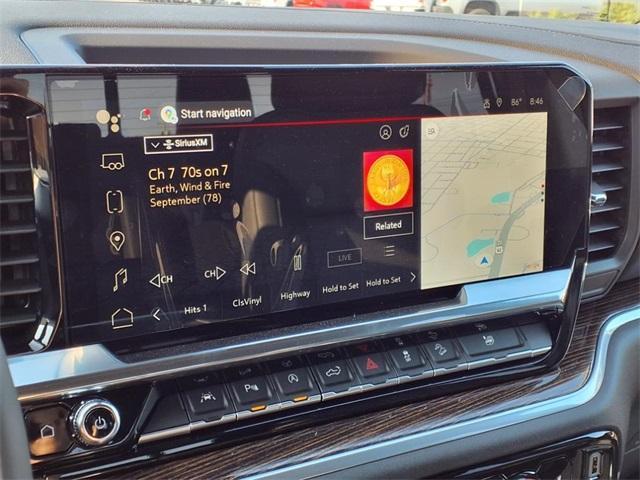 Start navigation
86° 8:46
SiriusXM
Ch 7 70s on 7
Earth, Wind & Fire
September (78)
Related
CH
CH
LIVE
Hits 1
ClsVinyl
Highway
Hold to Set
Hold to Set
P